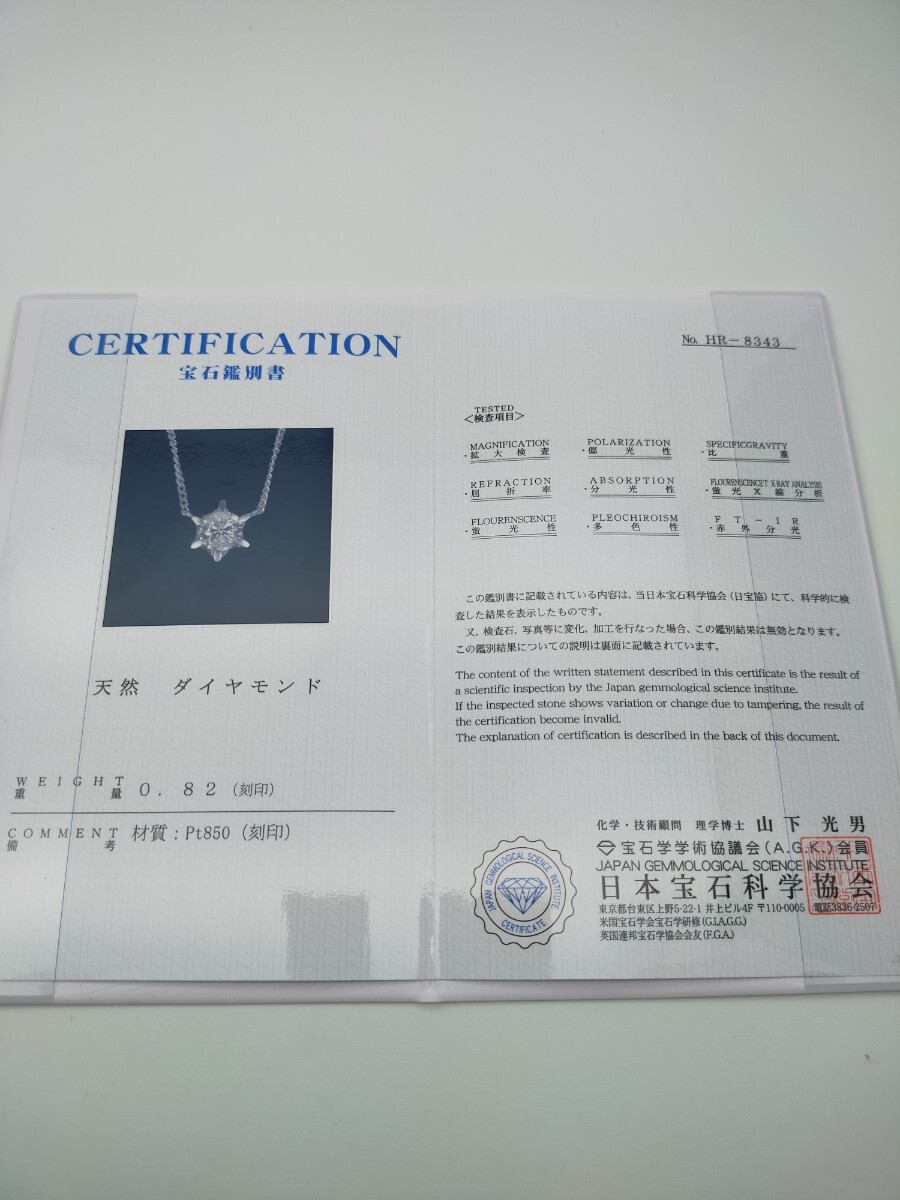 CERTIFICATION
宝石鑑別書
天然 ダイヤモンド
WEIGHT
重量 0.82 (刻印)
COMMENT
備考 材質:Pt850 (刻印)
No. HR-8343
TESTED
<検査項目>
MAGNIFICATION POLARIZATION SPECIFICGRAVITY
・拡大検査 ・偏光性 ・比重
REFRACTION ABSORPTION FLOURENSCENCET X-RAY ANALYSIS
・屈折率 ・分光性 ・蛍光X線分析
FLOURENSCENCE PLEOCHROISM FT-IR
・蛍光性 ・多色性 ・赤外分光
この鑑別書に記載されている内容は、当日本宝石科学協会(日宝協)にて、科学的に検
査した結果を表示したものです。
又、検査石、写真等に変化、加工を行なった場合、この鑑別結果は無効となります。
この鑑別結果についての説明は裏面に記載されています。
The content of the written statement described in this certificate is the result of
a scientific inspection by the Japan gemmological science institute.
If the inspected stone shows variation or change due to tampering, the result of
the certification become invalid.
The explanation of certification is described in the back of this document.
化学・技術顧問 理学博士 山下光男
宝石学学術協議会(A.G.K.)会員
JAPAN GEMMOLOGICAL SCIENCE INSTITUTE
日本宝石科学協会
東京都台東区上野5-22-1 井上ビル4F 〒110-0005 電話3836-2507
米国宝石学会宝石学研修(G.I.A.G.G.)
英国連邦宝石学協会会友(F.G.A.)
JAPAN GEMMOLOGICAL SCIENCE INSTITUTE
CERTIFICATE